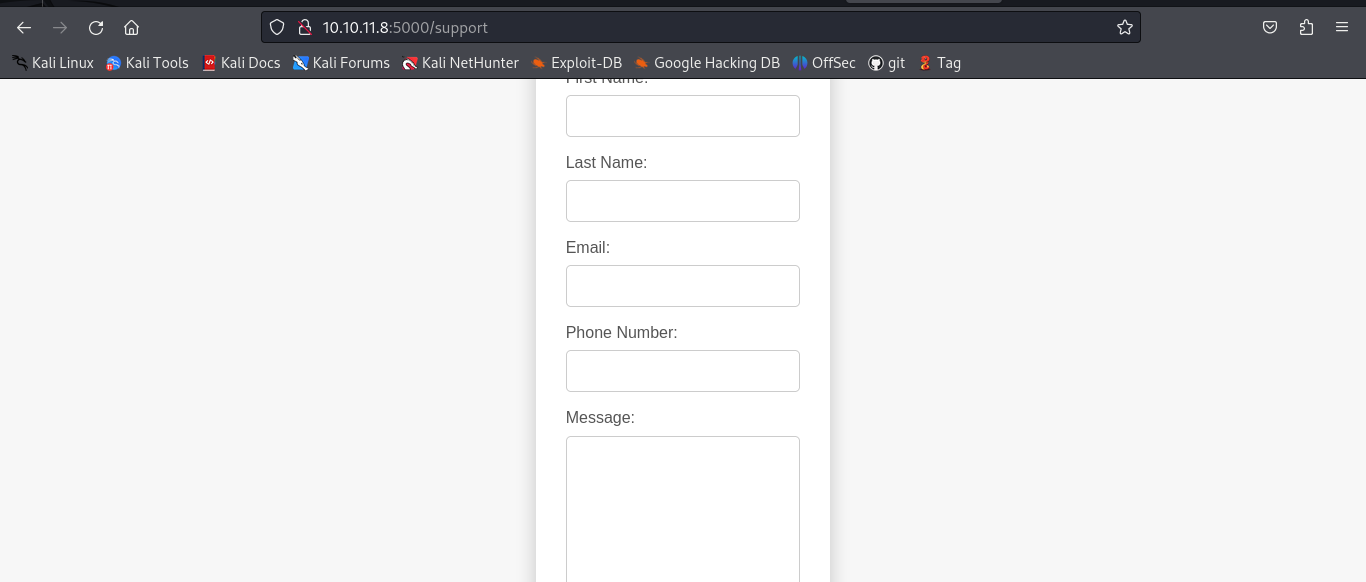 10.10.11.8:5000/support
Kali Linux Kali Tools Kali Docs Kali Forums Kali NetHunter Exploit-DB Google Hacking DB OffSec git Tag
First Name:
Last Name:
Email:
Phone Number:
Message: